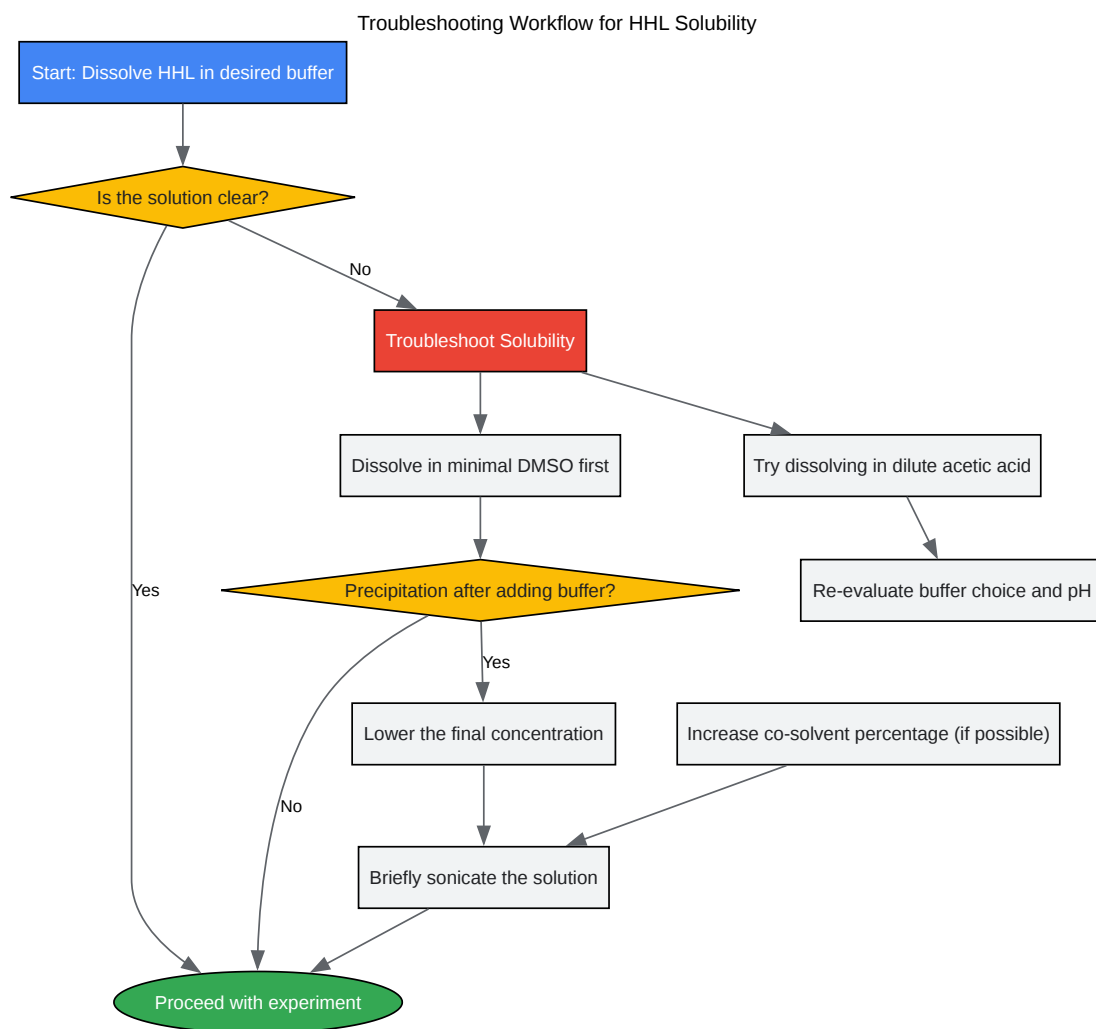 Troubleshooting Workflow for HHL Solubility
Start: Dissolve HHL in desired buffer
Is the solution clear?
No
Troubleshoot Solubility
Dissolve in minimal DMSO first
Try dissolving in dilute acetic acid
Yes
Precipitation after adding buffer?
Re-evaluate buffer choice and pH
Yes
Lower the final concentration
Increase co-solvent percentage (if possible)
No
Briefly sonicate the solution
Proceed with experiment